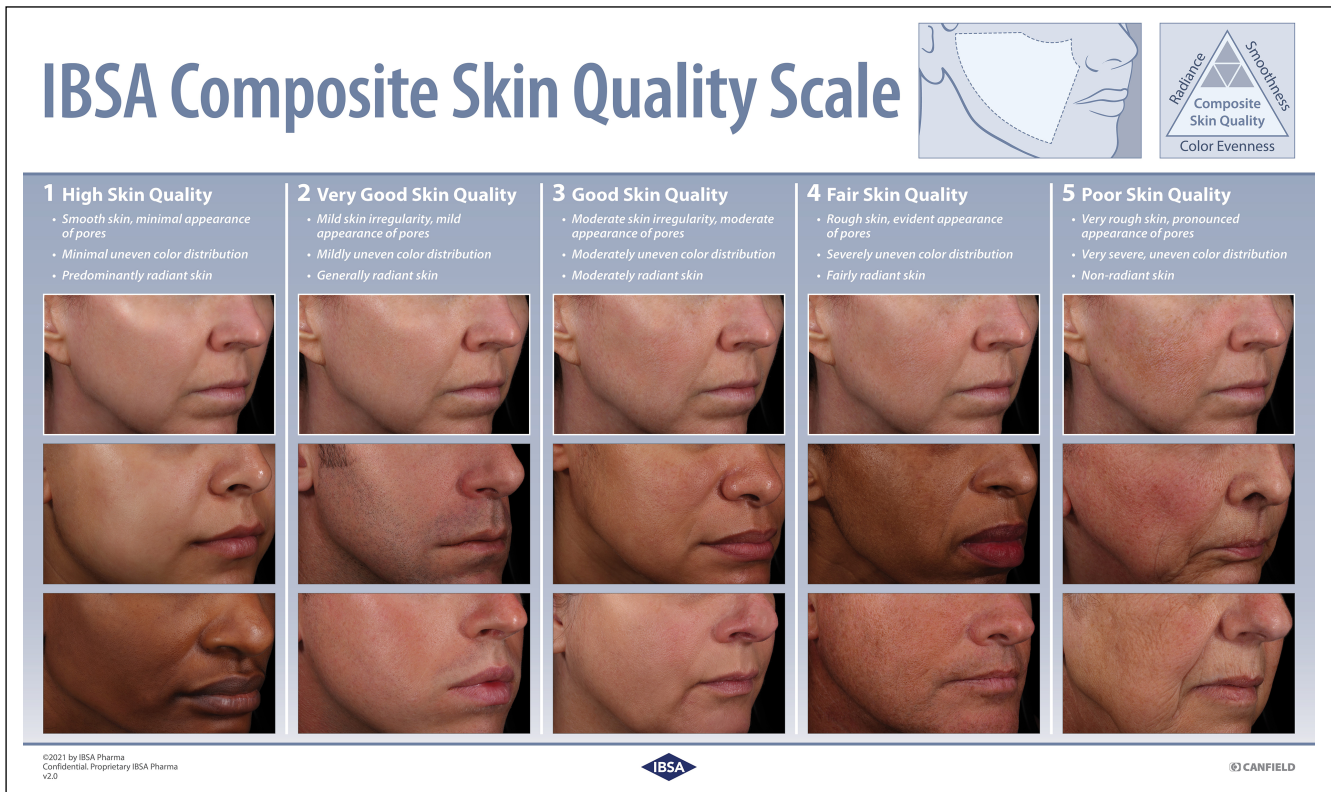 IBSA Composite Skin Quality Scale
Radiance
Smoothness
Composite
Skin Quality
Color Evenness
1 High Skin Quality
• Smooth skin, minimal appearance
of pores
• Minimal uneven color distribution
• Predominantly radiant skin
2 Very Good Skin Quality
• Mild skin irregularity, mild
appearance of pores
• Mildly uneven color distribution
• Generally radiant skin
3 Good Skin Quality
• Moderate skin irregularity, moderate
appearance of pores
• Moderately uneven color distribution
• Moderately radiant skin
4 Fair Skin Quality
• Rough skin, evident appearance
of pores
• Severely uneven color distribution
• Fairly radiant skin
5 Poor Skin Quality
• Very rough skin, pronounced
appearance of pores
• Very severe, uneven color distribution
• Non-radiant skin
©2021 by IBSA Pharma
Confidential. Proprietary IBSA Pharma
v2.0
IBSA
CANFIELD